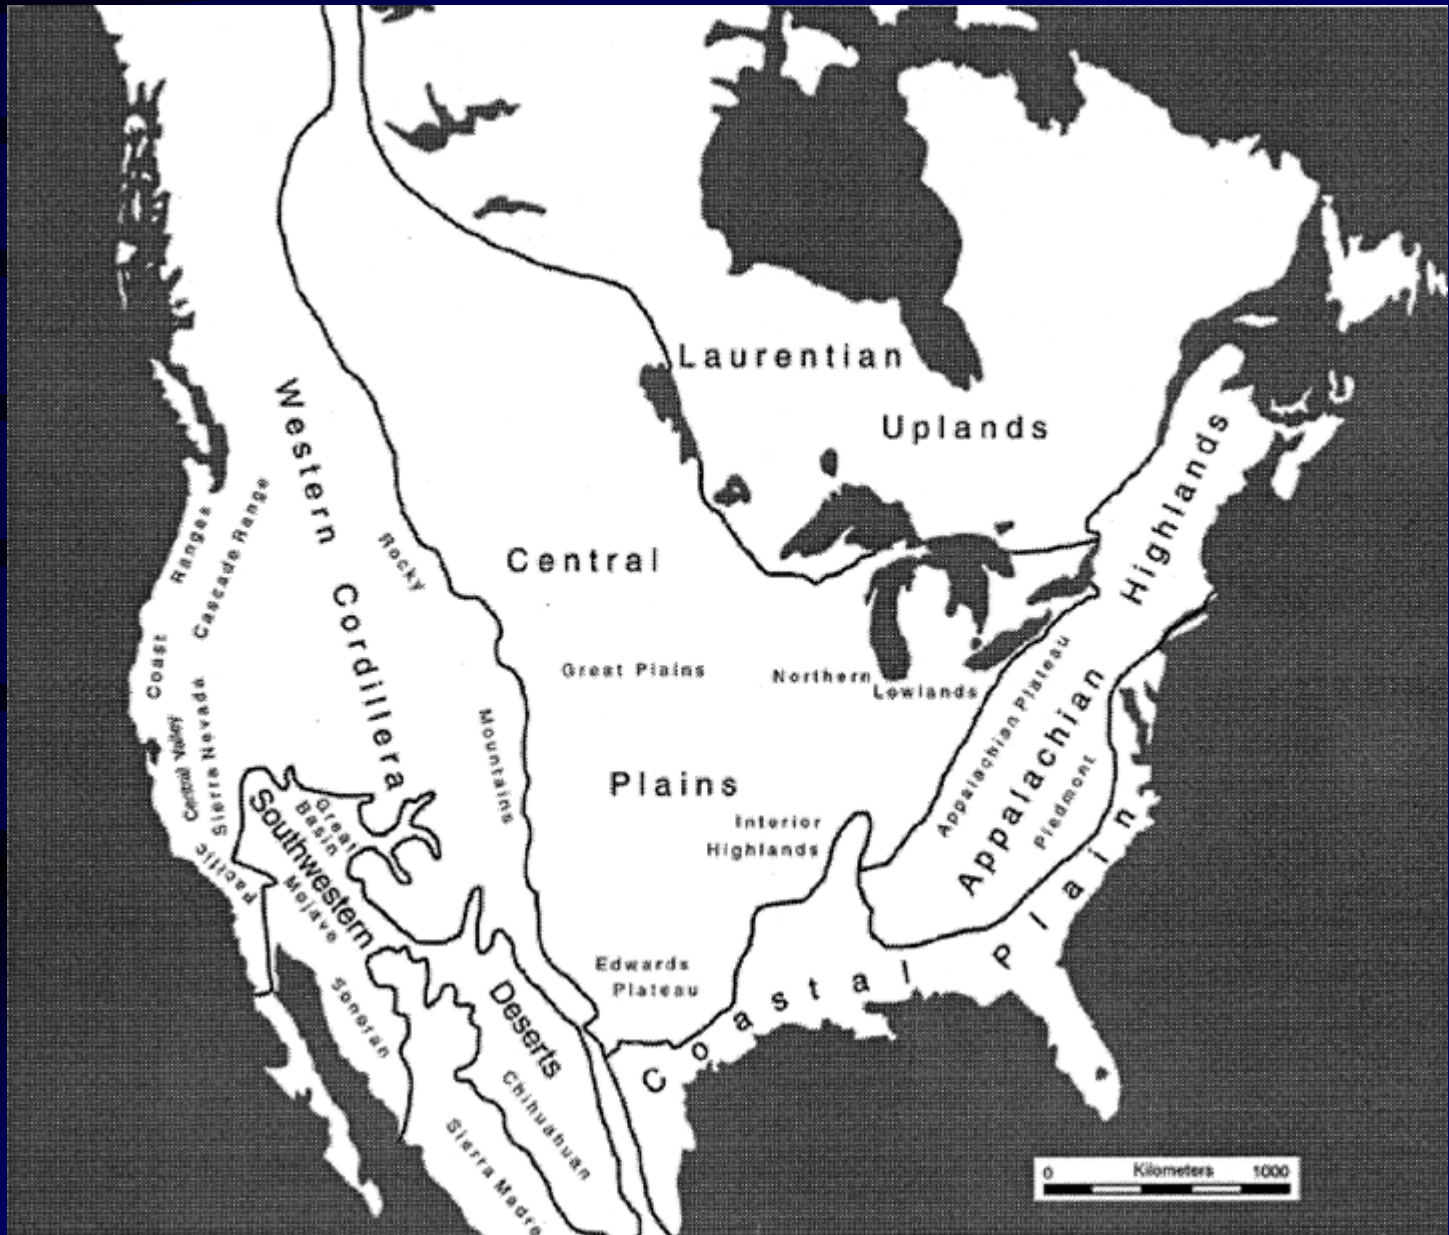 Laurentian
Uplands
Western
Cordillera
Coast
Ranges
Cascade Range
Rocky
Mountains
Central
Plains
Great Plains
Northern
Lowlands
Highlands
Appalachian
Appalachian Plateau
Piedmont
Central Valley
Sierra Nevada
Pacific
Great
Basin
Southwestern
Deserts
Mojave
Sonoran
Chihuahuan
Sierra Madre
Interior
Highlands
Edwards
Plateau
Coastal Plain
0 Kilometers 1000